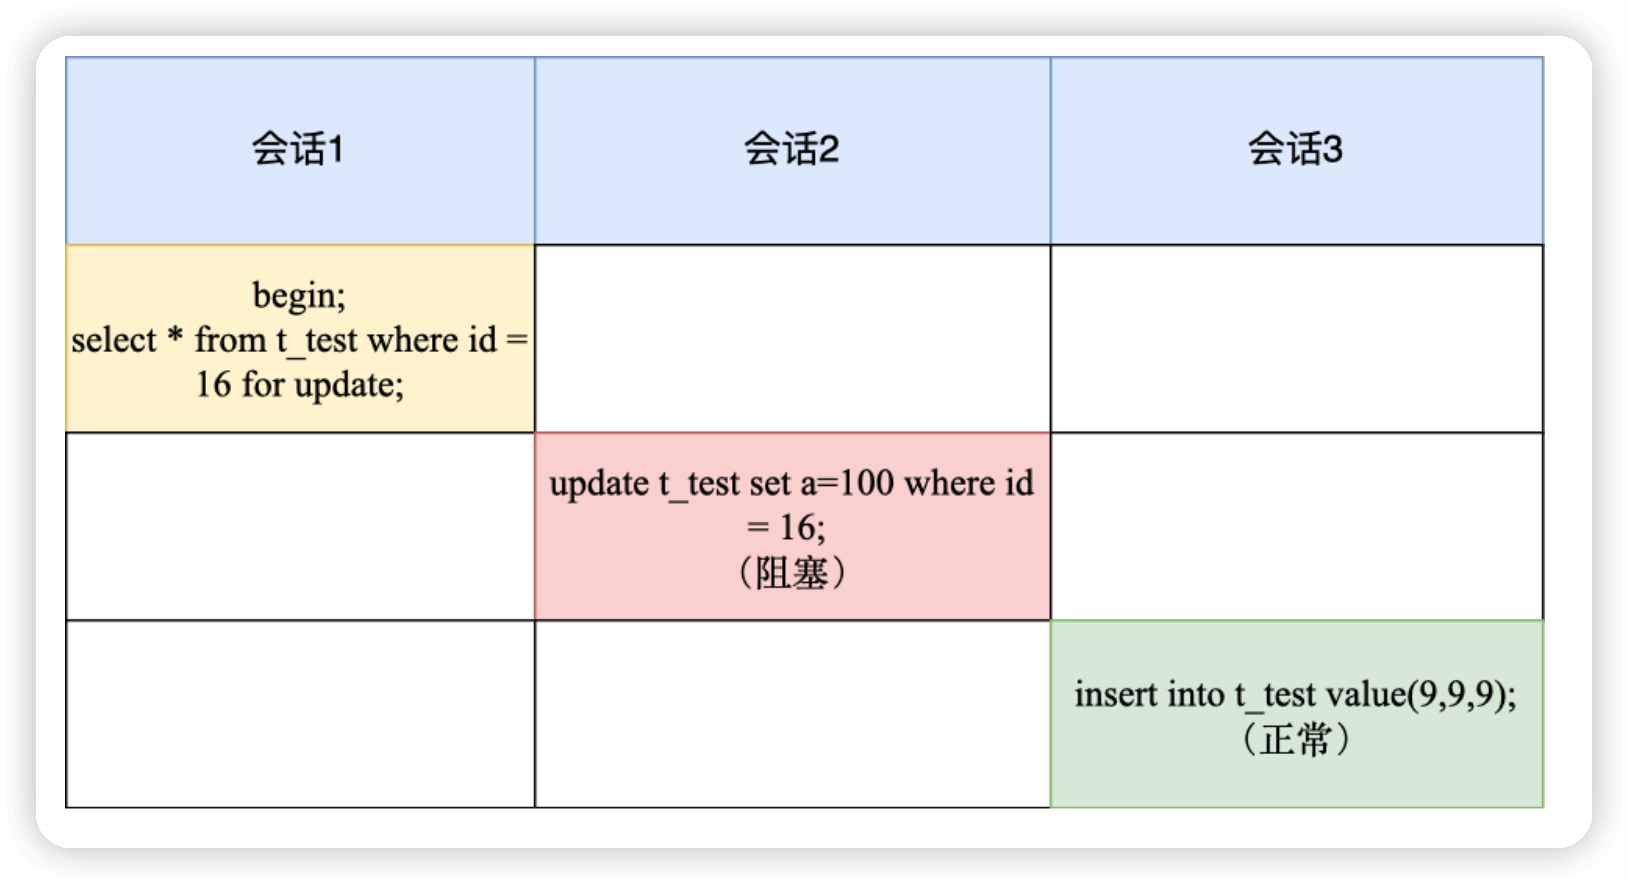 会话1
会话2
会话3
begin;
select * from t_test where id =
16 for update;
update t_test set a=100 where id
= 16;
（阻塞）
insert into t_test value(9,9,9);
（正常）